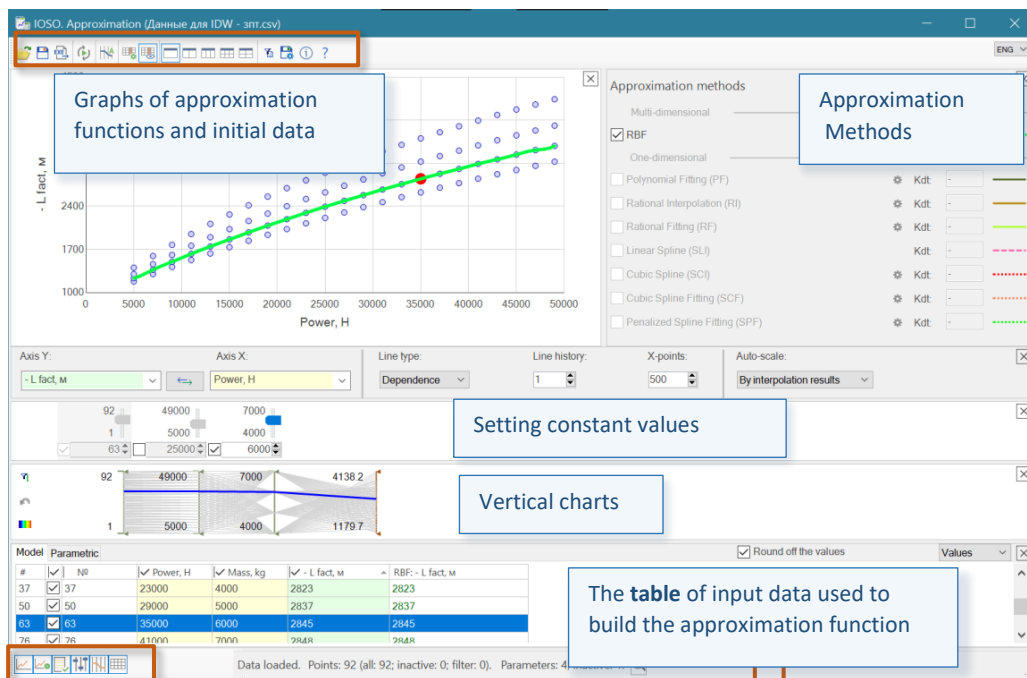 IOSO. Approximation (Данные для IDW - зпт.csv)
ENG
Graphs of approximation
functions and initial data
- L fact, м
2400
1700
1000
0 5000 10000 15000 20000 25000 30000 35000 40000 45000 50000
Power, H
Approximation methods
Multi-dimensional
Approximation
Methods
RBF
One-dimensional
Polynomial Fitting (PF) Kdt: -
Rational Interpolation (RI) Kdt: -
Rational Fitting (RF) Kdt: -
Linear Spline (SLI) Kdt: -
Cubic Spline (SCI) Kdt: -
Cubic Spline Fitting (SCF) Kdt: -
Penalized Spline Fitting (SPF) Kdt: -
Axis Y: Axis X: Line type: Line history: X-points: Auto-scale:
- L fact, м Power, H Dependence 1 500 By interpolation results
92 49000 7000
1 5000 4000
63 25000 6000
Setting constant values
92 49000 7000 4138.2
1 5000 4000 1179.7
Vertical charts
Model Parametric Round off the values Values
# № Power, H Mass, kg - L fact, м RBF: - L fact, м
37 37 23000 4000 2823 2823
50 50 29000 5000 2837 2837
63 63 35000 6000 2845 2845
76 76 41000 7000 2848 2848
The table of input data used to
build the approximation function
Data loaded. Points: 92 (all: 92; inactive: 0; filter: 0). Parameters: 4